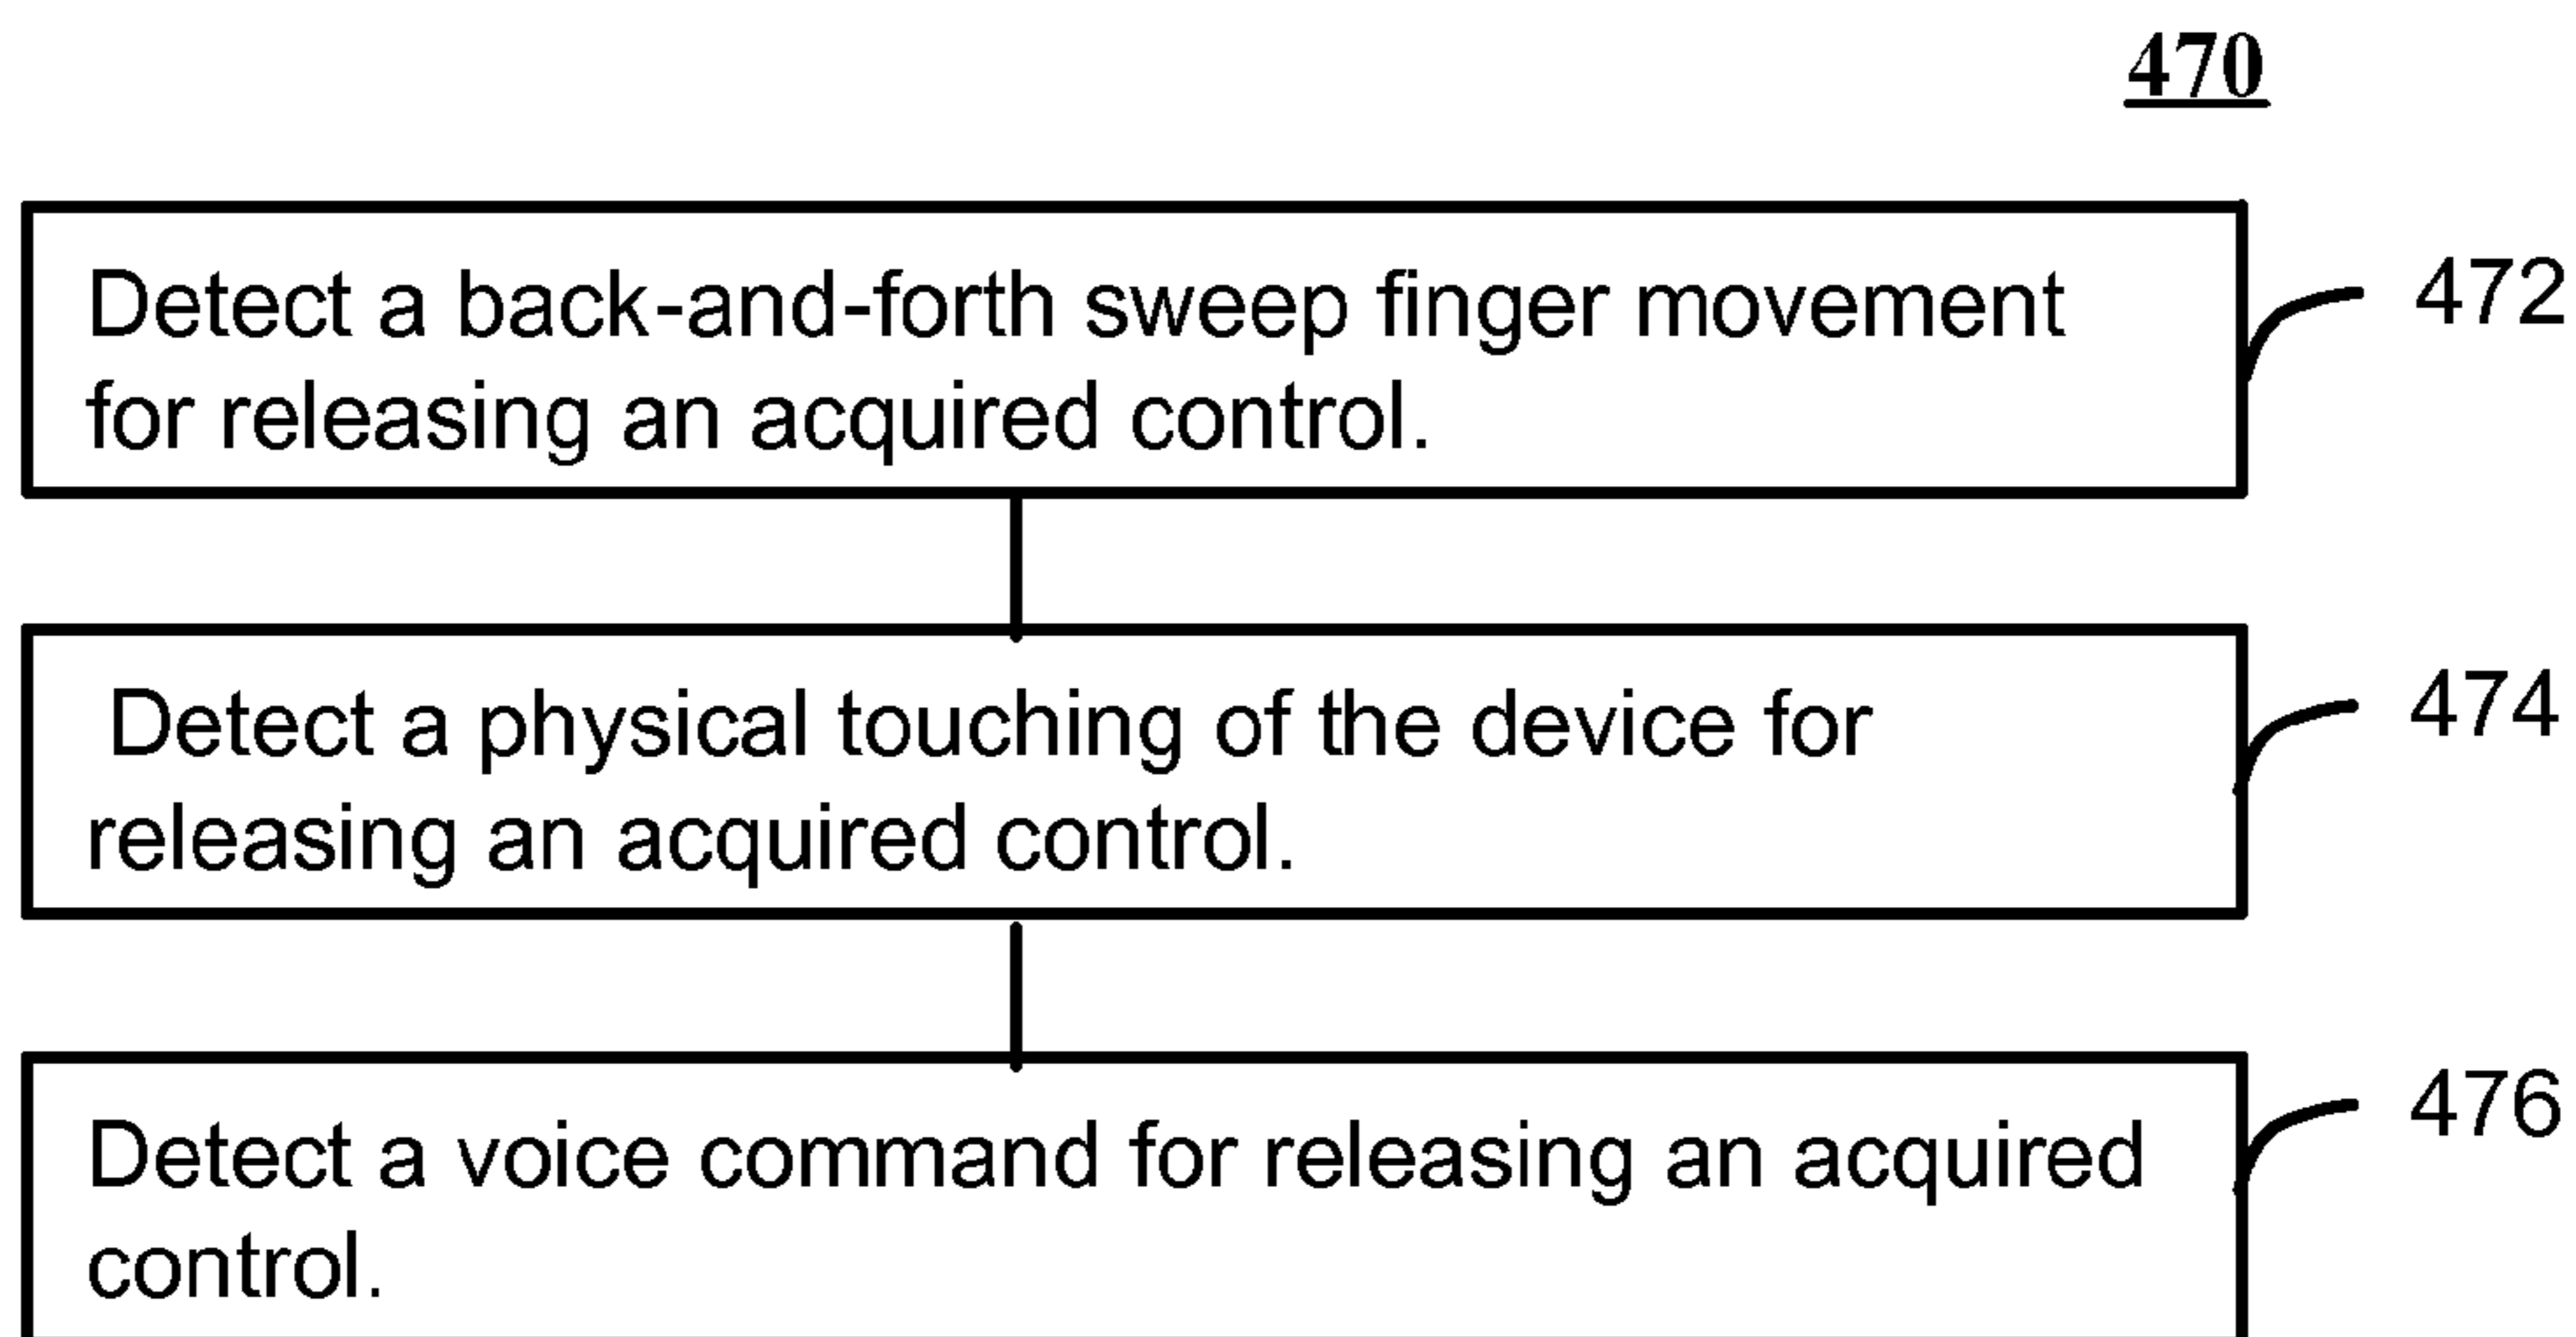 470
Detect a back-and-forth sweep finger movement
for releasing an acquired control.
472
Detect a physical touching of the device for
releasing an acquired control.
474
Detect a voice command for releasing an acquired
control.
476